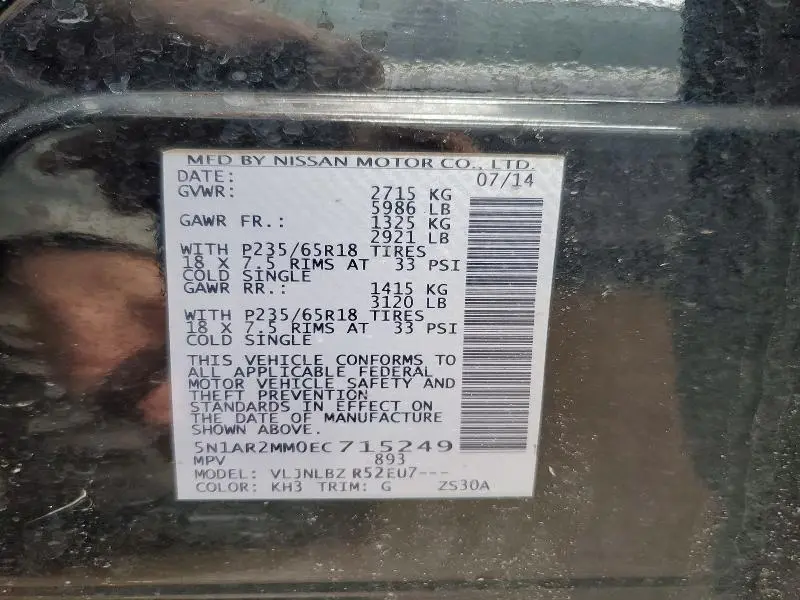 MFD BY NISSAN MOTOR CO., LTD.
DATE: 07/14
GVWR: 2715 KG
5986 LB
GAWR FR.: 1325 KG
2921 LB
WITH P235/65R18 TIRES
18 X 7.5 RIMS AT 33 PSI
COLD SINGLE
GAWR RR.: 1415 KG
3120 LB
WITH P235/65R18 TIRES
18 X 7.5 RIMS AT 33 PSI
COLD SINGLE
THIS VEHICLE CONFORMS TO
ALL APPLICABLE FEDERAL
MOTOR VEHICLE SAFETY AND
THEFT PREVENTION
STANDARDS IN EFFECT ON
THE DATE OF MANUFACTURE
SHOWN ABOVE.
5N1AR2MM0EC715249
MPV 893
MODEL: VLJNLBZ R52EU7---
COLOR: KH3 TRIM: G ZS30A